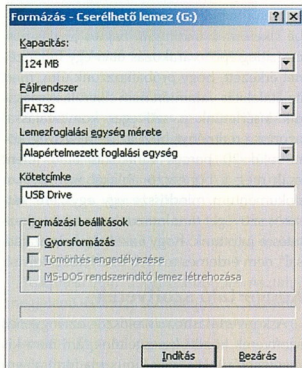 Formázás - Cserélhető lemez (G:)
Kapacitás:
124 MB
Fájlrendszer
FAT32
Lemezfoglalási egység mérete
Alapértelmezett foglalási egység
Kötetcímke
USB Drive
Formázási beállítások
Gyorsformázás
Tömörítés engedélyezése
MS-DOS rendszerindító lemez létrehozása
Indítás Bezárás